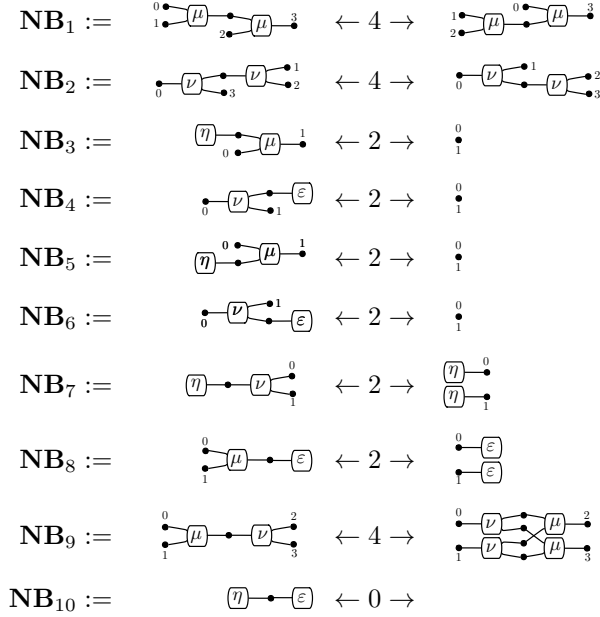 NB₁ := 0 1 μ 2 μ 3 ← 4 → 1 2 μ 0 μ 3
NB₂ := 0 ν 3 ν 1 2 ← 4 → 0 ν 1 ν 2 3
NB₃ := η 0 μ 1 ← 2 → 0 1
NB₄ := 0 ν 1 ε ← 2 → 0 1
NB₅ := η 0 μ 1 ← 2 → 0 1
NB₆ := 0 ν 1 ε ← 2 → 0 1
NB₇ := η ν 0 1 ← 2 → η 0 η 1
NB₈ := 0 1 μ ε ← 2 → 0 ε 1 ε
NB₉ := 0 1 μ ν 2 3 ← 4 → 0 ν μ 2 1 ν μ 3
NB₁₀ := η ε ← 0 →